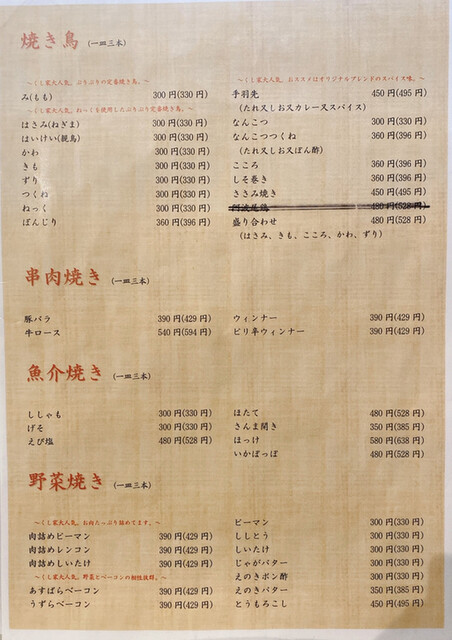 焼き鳥 (一皿三本)
～くし家大人気。ぷりぷりの定番焼き鳥。～
み(もも) 300円(330円)
～くし家大人気。ねっくを使用したぷりぷり定番焼き鳥。～
はさみ(ねぎま) 300円(330円)
はいけい(親鳥) 300円(330円)
かわ 300円(330円)
きも 300円(330円)
ずり 300円(330円)
つくね 300円(330円)
ねっく 300円(330円)
ぼんじり 360円(396円)
～くし家大人気。おススメ口オリジナルブレンドのスパイス味。～
手羽先 450円(495円)
(たれ又しお又カレー又スパイス)
なんこつ 300円(330円)
なんこつつくね 360円(396円)
(たれ又しお又ぽん酢)
こころ 360円(396円)
しそ巻き 360円(396円)
ささみ焼き 450円(495円)
阿波尾鶏 480円(528円)
盛り合わせ 480円(528円)
(はさみ、きも、こころ、かわ、ずり)
串肉焼き (一皿三本)
豚バラ 390円(429円)
牛ロース 540円(594円)
ウィンナー 390円(429円)
ピリ辛ウィンナー 390円(429円)
魚介焼き (一皿三本)
ししゃも 300円(330円)
げそ 300円(330円)
えび塩 480円(528円)
ほたて 480円(528円)
さんま開き 350円(385円)
ほっけ 580円(638円)
いかぽっぽ 480円(528円)
野菜焼き (一皿三本)
～くし家大人気。お肉たっぷり詰めてます。～
肉詰めピーマン 390円(429円)
肉詰めレンコン 390円(429円)
肉詰めしいたけ 390円(429円)
～くし家大人気。野菜とベーコンの相性抜群。～
あすぱらベーコン 390円(429円)
うずらベーコン 390円(429円)
ピーマン 300円(330円)
ししとう 300円(330円)
しいたけ 300円(330円)
じゃがバター 300円(330円)
えのきポン酢 300円(330円)
えのきバター 350円(385円)
とうもろこし 450円(495円)